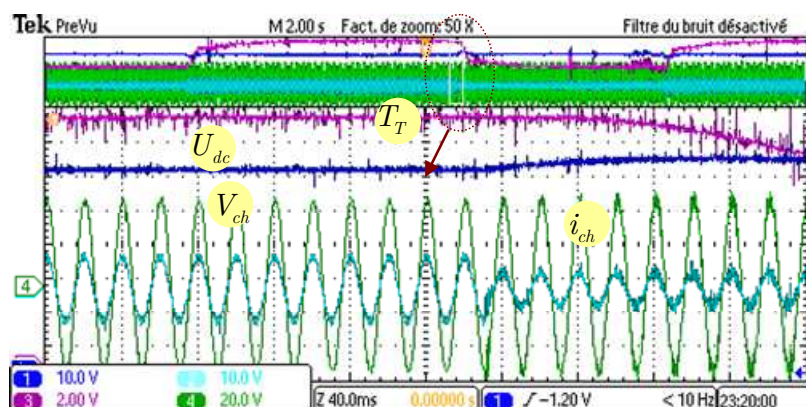 Tek PreVu M 2.00 s Fact. de zoom: 50 X Filtre du bruit désactivé
T_T
U_dc
V_ch
i_ch
4
1 10.0 V 10.0 V
3 2.00 V 4 20.0 V
Z 40.0ms 0.00000 s 1 -1.20 V < 10 Hz 23:20:00